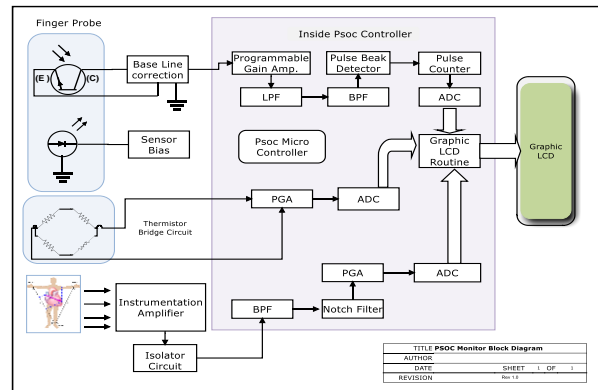 Finger Probe
Inside Psoc Controller
(E)
(C)
Base Line
correction
Programmable
Gain Amp.
Pulse Beak
Detector
Pulse
Counter
LPF
BPF
ADC
Sensor
Bias
Psoc Micro
Controller
Graphic
LCD
Routine
Graphic
LCD
PGA
ADC
Thermistor
Bridge Circuit
PGA
ADC
Instrumentation
Amplifier
BPF
Notch Filter
Isolator
Circuit
TITLE PSOC Monitor Block Diagram
AUTHOR
DATE SHEET 1 OF 1
REVISION Rev 1.0